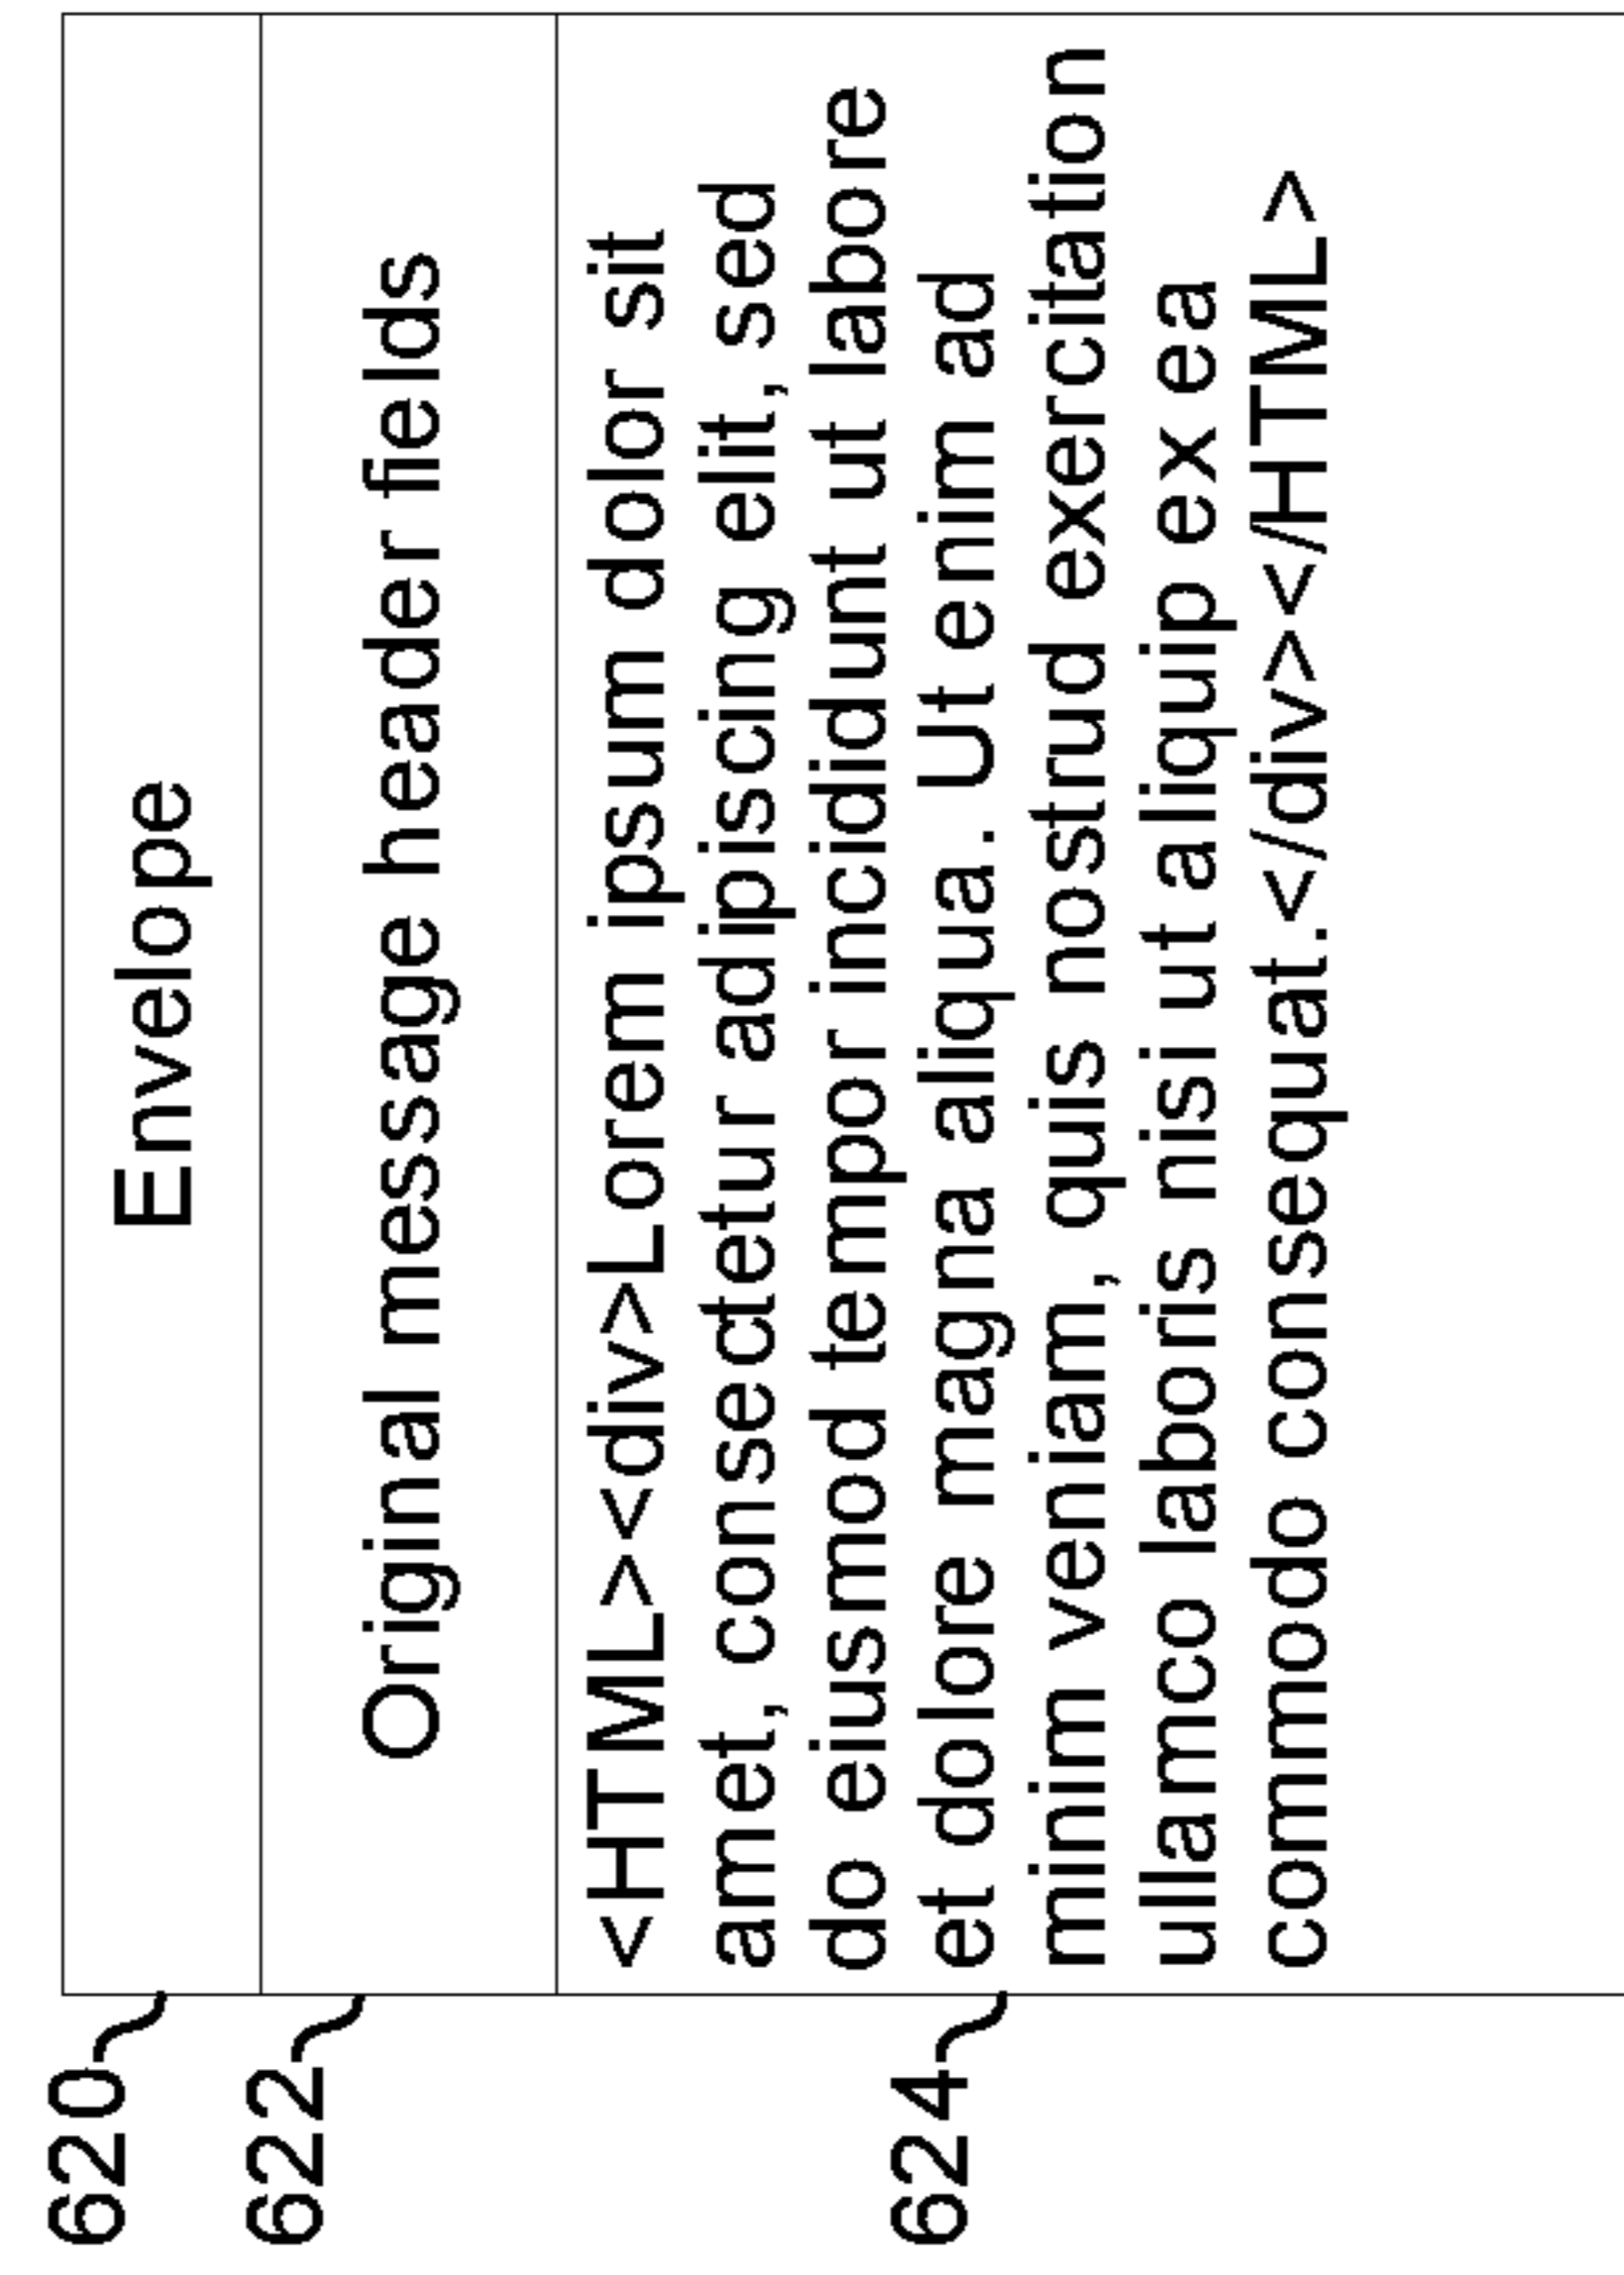 620
Envelope
622
Original message header fields
624
<HTML><div>Lorem ipsum dolor sit
amet, consectetur adipiscing elit, sed
do eiusmod tempor incididunt ut labore
et dolore magna aliqua. Ut enim ad
minim veniam, quis nostrud exercitation
ullamco laboris nisi ut aliquip ex ea
commodo consequat.</div></HTML>